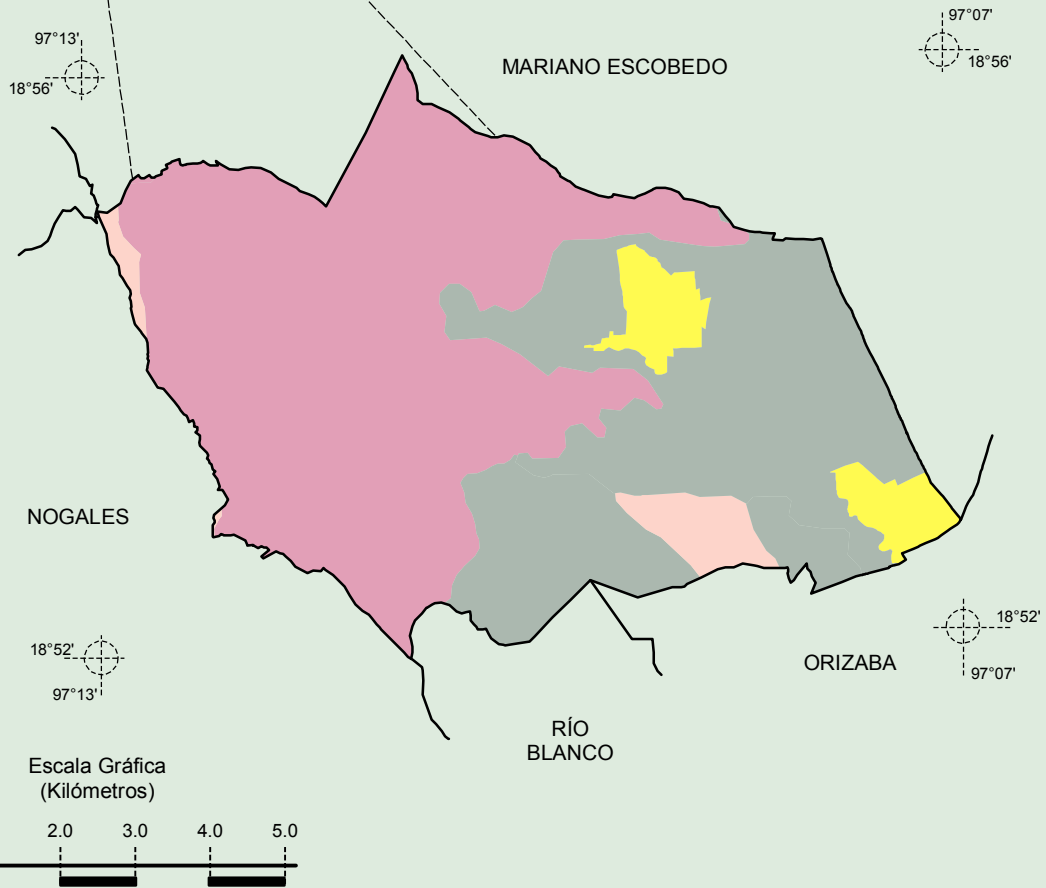 97°07'
97°13'
MARIANO ESCOBEDO
18°56'
18°56'
NOGALES
18°52'
18°52'
ORIZABA
97°07'
97°13'
RÍO
BLANCO
Escala Gráfica
(Kilómetros)
2.0 3.0 4.0 5.0